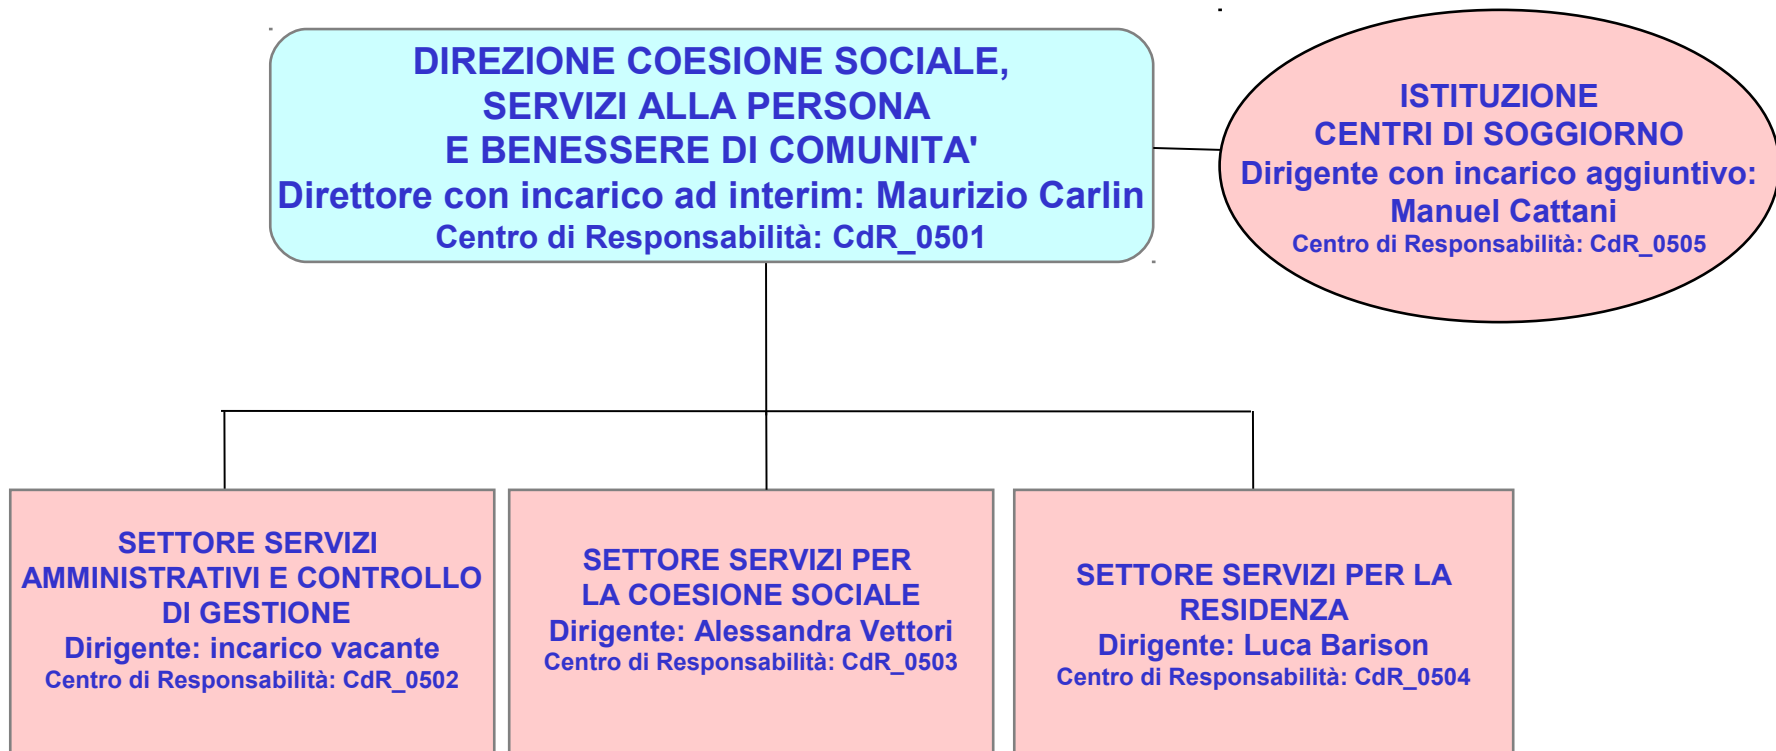 DIREZIONE COESIONE SOCIALE,
SERVIZI ALLA PERSONA
E BENESSERE DI COMUNITA'
Direttore con incarico ad interim: Maurizio Carlin
Centro di Responsabilità: CdR_0501
ISTITUZIONE
CENTRI DI SOGGIORNO
Dirigente con incarico aggiuntivo:
Manuel Cattani
Centro di Responsabilità: CdR_0505
SETTORE SERVIZI
AMMINISTRATIVI E CONTROLLO
DI GESTIONE
Dirigente: incarico vacante
Centro di Responsabilità: CdR_0502
SETTORE SERVIZI PER
LA COESIONE SOCIALE
Dirigente: Alessandra Vettori
Centro di Responsabilità: CdR_0503
SETTORE SERVIZI PER LA
RESIDENZA
Dirigente: Luca Barison
Centro di Responsabilità: CdR_0504